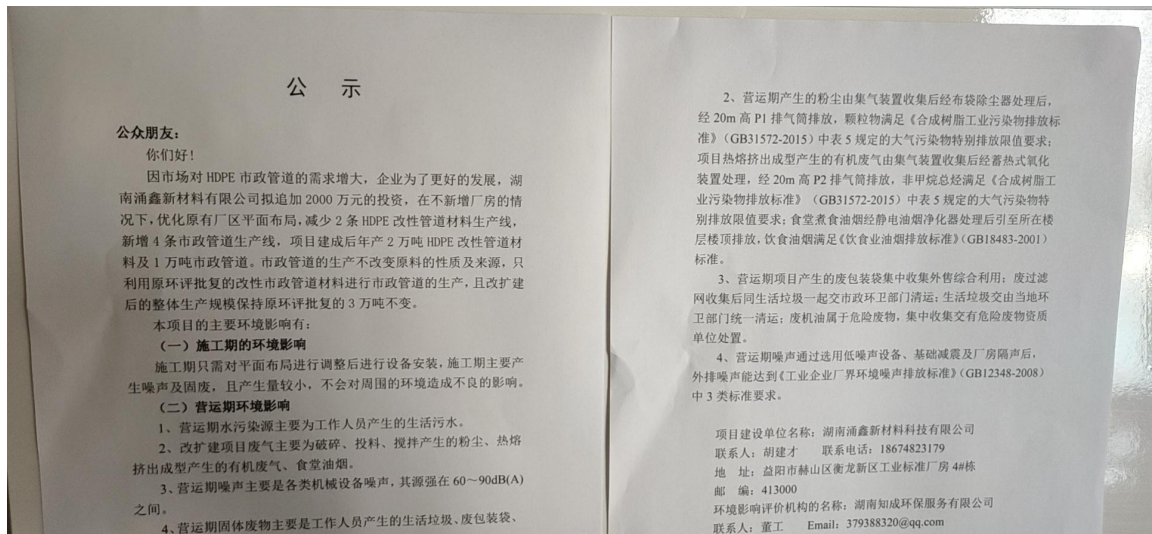 公 示
公众朋友：
你们好！
因市场对 HDPE 市政管道的需求增大，企业为了更好的发展，湖
南涌鑫新材料有限公司拟追加 2000 万元的投资，在不新增厂房的情
况下，优化原有厂区平面布局，减少 2 条 HDPE 改性管道材料生产线，
新增 4 条市政管道生产线，项目建成后年产 2 万吨 HDPE 改性管道材
料及 1 万吨市政管道。市政管道的生产不改变原料的性质及来源，只
利用原环评批复的改性市政管道材料进行市政管道的生产，且改扩建
后的整体生产规模保持原环评批复的 3 万吨不变。
本项目的主要环境影响有：
（一）施工期的环境影响
施工期只需对平面布局进行调整后进行设备安装，施工期主要产
生噪声及固废，且产生量较小，不会对周围的环境造成不良的影响。
（二）营运期环境影响
1、营运期水污染源主要为工作人员产生的生活污水。
2、改扩建项目废气主要为破碎、投料、搅拌产生的粉尘、热熔
挤出成型产生的有机废气、食堂油烟。
3、营运期噪声主要是各类机械设备噪声，其源强在 60～90dB(A)
之间。
4、营运期固体废物主要是工作人员产生的生活垃圾、废包装袋、
2、营运期产生的粉尘由集气装置收集后经布袋除尘器处理后，
经 20m 高 P1 排气筒排放，颗粒物满足《合成树脂工业污染物排放标
准》（GB31572-2015）中表 5 规定的大气污染物特别排放限值要求；
项目热熔挤出成型产生的有机废气由集气装置收集后经蓄热式氧化
装置处理，经 20m 高 P2 排气筒排放，非甲烷总烃满足《合成树脂工
业污染物排放标准》（GB31572-2015）中表 5 规定的大气污染物特
别排放限值要求；食堂煮食油烟经静电油烟净化器处理后引至所在楼
层楼顶排放，饮食油烟满足《饮食业油烟排放标准》（GB18483-2001）
标准。
3、营运期项目产生的废包装袋集中收集外售综合利用；废过滤
网收集后同生活垃圾一起交市政环卫部门清运；生活垃圾交由当地环
卫部门统一清运；废机油属于危险废物，集中收集交有危险废物资质
单位处置。
4、营运期噪声通过选用低噪声设备、基础减震及厂房隔声后，
外排噪声能达到《工业企业厂界环境噪声排放标准》（GB12348-2008）
中 3 类标准要求。
项目建设单位名称：湖南涌鑫新材料科技有限公司
联系人：胡建才 联系电话：18674823179
地 址：益阳市赫山区衡龙新区工业标准厂房 4#栋
邮 编：413000
环境影响评价机构的名称：湖南知成环保服务有限公司
联系人：董工 Email：379388320@qq.com